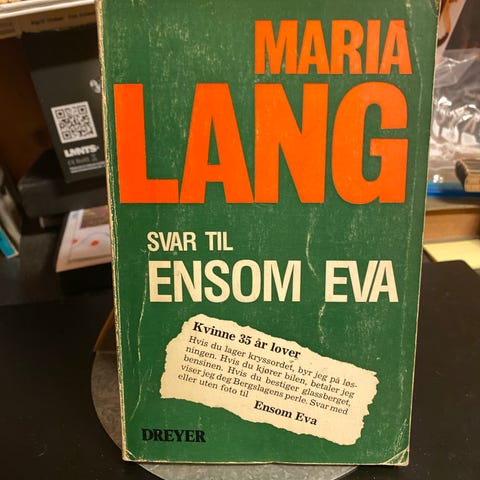 MARIA
LANG
SVAR TIL
ENSOM EVA
Kvinne 35 år lover
Hvis du lager kryssordet, byr jeg på løs-
ningen. Hvis du kjører bilen, betaler jeg
bensinen. Hvis du bestiger glassberget,
viser jeg deg Bergslagens perle. Svar med
eller uten foto til
Ensom Eva
DREYER
LMNTS